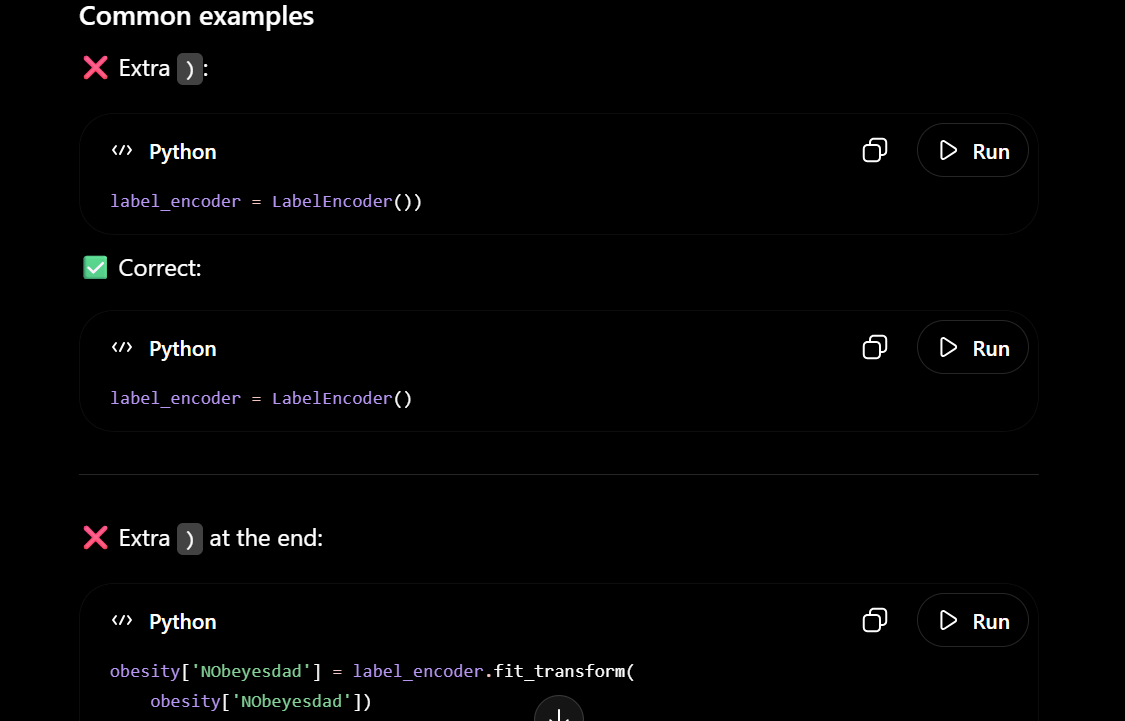 Common examples
❌ Extra ):
Python
Run
label_encoder = LabelEncoder())
✅ Correct:
Python
Run
label_encoder = LabelEncoder()
❌ Extra ) at the end:
Python
Run
obesity['NObeyesdad'] = label_encoder.fit_transform(
    obesity['NObeyesdad'])